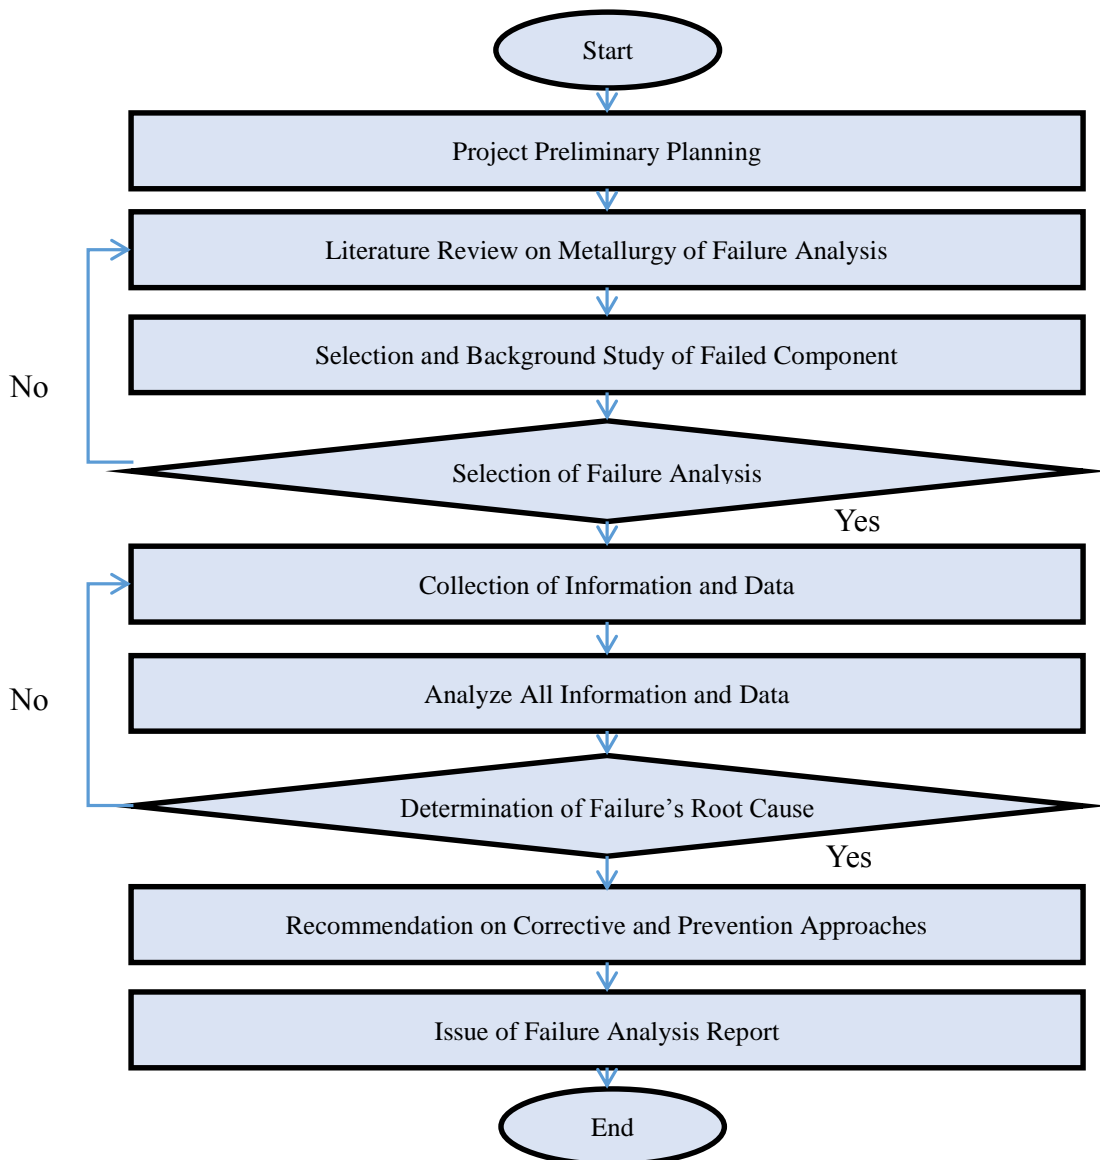 Start
Project Preliminary Planning
Literature Review on Metallurgy of Failure Analysis
Selection and Background Study of Failed Component
No
Selection of Failure Analysis
Yes
Collection of Information and Data
Analyze All Information and Data
No
Determination of Failure’s Root Cause
Yes
Recommendation on Corrective and Prevention Approaches
Issue of Failure Analysis Report
End